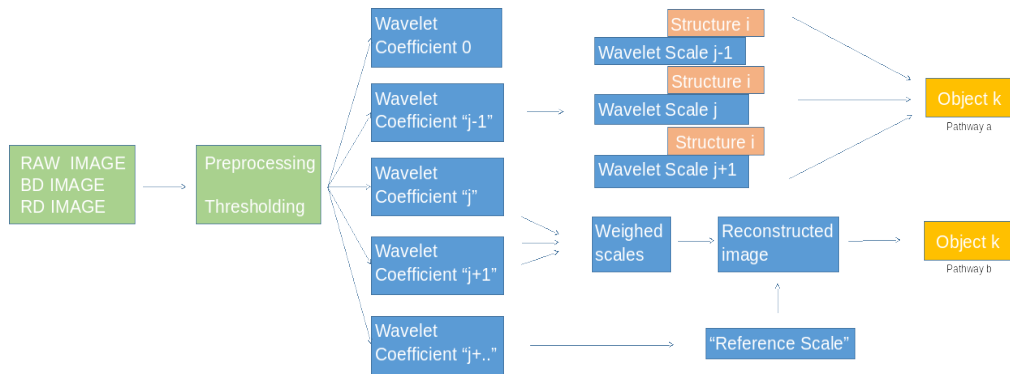 RAW IMAGE
BD IMAGE
RD IMAGE
Preprocessing
Thresholding
Wavelet
Coefficient 0
Wavelet
Coefficient “j-1”
Wavelet
Coefficient “j”
Wavelet
Coefficient “j+1”
Wavelet
Coefficient “j+..”
Structure i
Wavelet Scale j-1
Structure i
Wavelet Scale j
Structure i
Wavelet Scale j+1
Object k
Pathway a
Weighed
scales
Reconstructed
image
Object k
Pathway b
“Reference Scale”